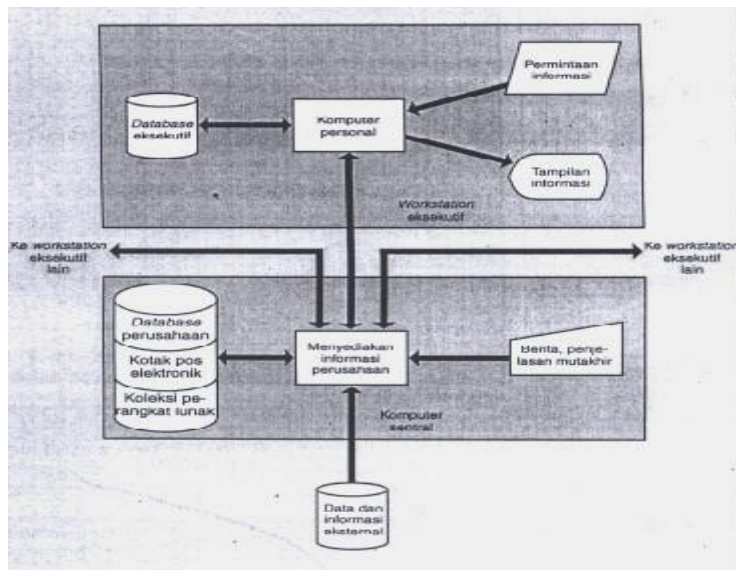 Permintaan
informasi
Database
eksekutif
Komputer
personal
Tampilan
informasi
Workstation
eksekutif
Ke workstation
eksekutif
lain
Ke workstation
eksekutif
lain
Database
perusahaan
Kotak pos
elektronik
Koleksi pe-
rangkat lunak
Menyediakan
informasi
perusahaan
Berita, penje-
lasan mutakhir
Komputer
sentral
Data dan
informasi
eksternal